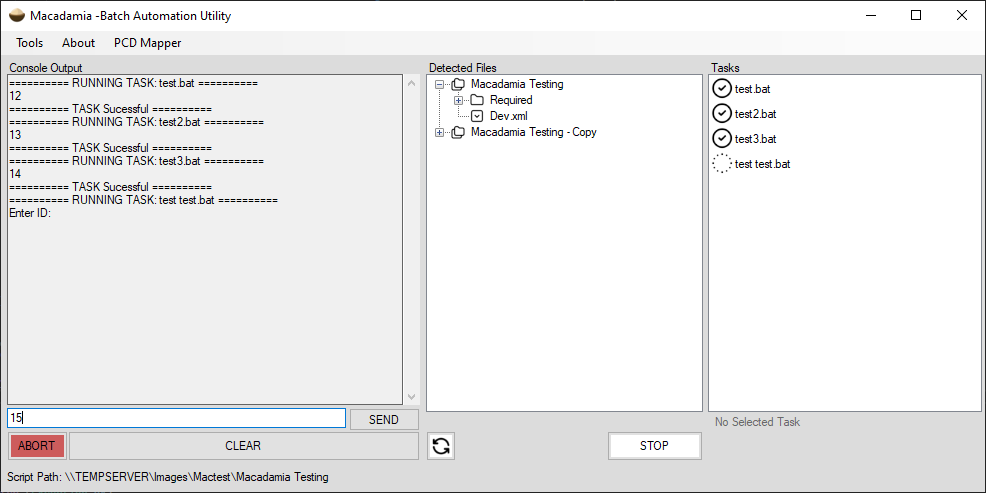 Macadamia -Batch Automation Utility
Tools About PCD Mapper
Console Output
========== RUNNING TASK: test.bat ==========
12
========== TASK Sucessful ==========
========== RUNNING TASK: test2.bat ==========
13
========== TASK Sucessful ==========
========== RUNNING TASK: test3.bat ==========
14
========== TASK Sucessful ==========
========== RUNNING TASK: test test.bat ==========
Enter ID:
15
SEND
ABORT
CLEAR
Detected Files
Macadamia Testing
Required
Dev.xml
Macadamia Testing - Copy
STOP
Tasks
test.bat
test2.bat
test3.bat
test test.bat
No Selected Task
Script Path: \\TEMPSERVER\Images\Mactest\Macadamia Testing